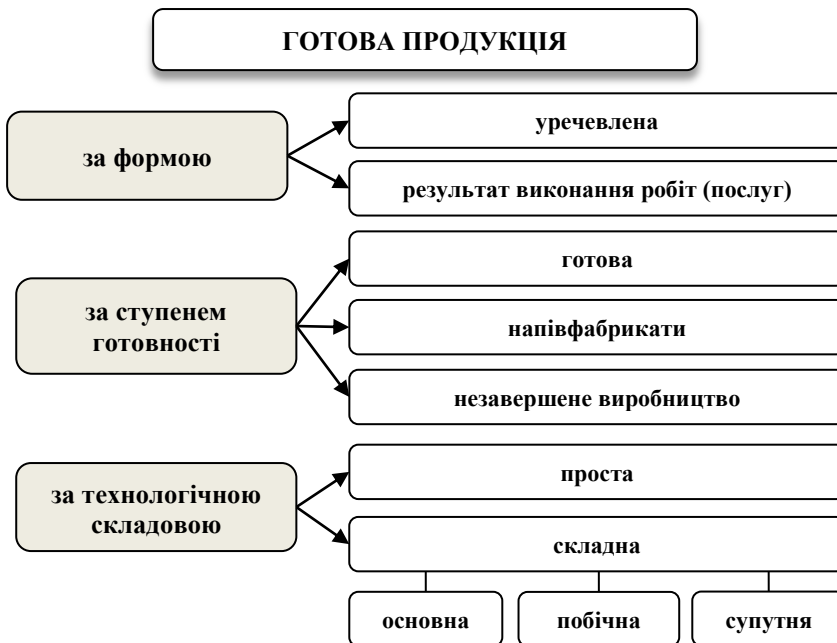 ГОТОВА ПРОДУКЦІЯ
за формою
уречевлена
результат виконання робіт (послуг)
за ступенем
готовності
готова
напівфабрикати
незавершене виробництво
за технологічною
складовою
проста
складна
основна
побічна
супутня